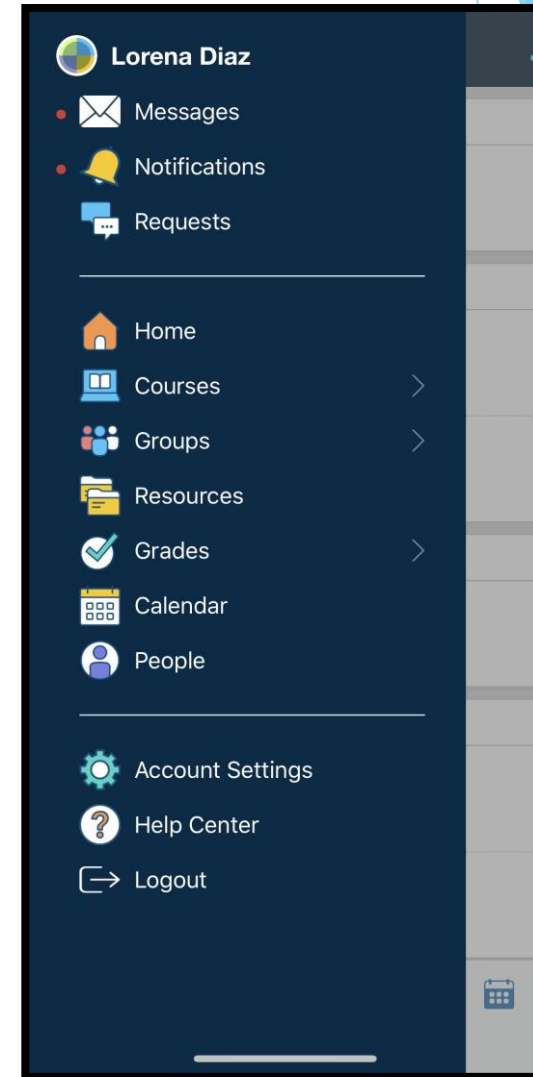 Lorena Diaz
Messages
Notifications
Requests
Home
Courses
Groups
Resources
Grades
Calendar
People
Account Settings
Help Center
Logout